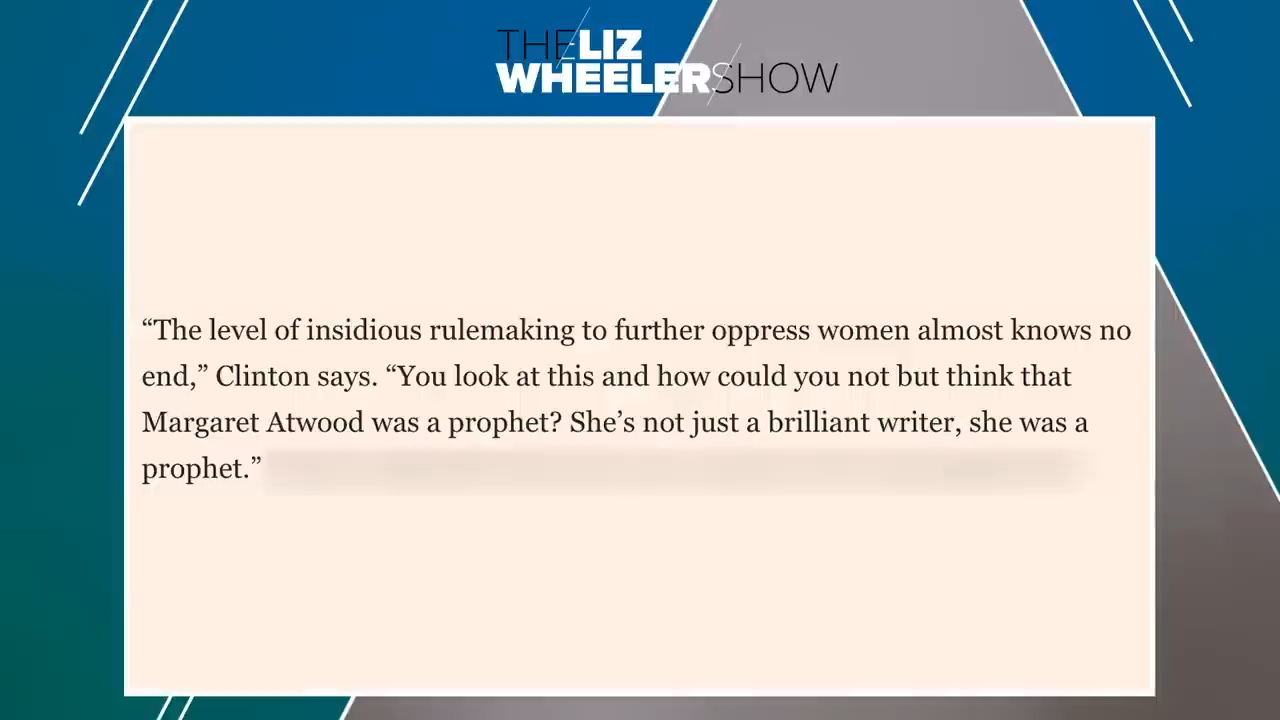 THE LIZ
WHEELER SHOW
“The level of insidious rulemaking to further oppress women almost knows no
end,” Clinton says. “You look at this and how could you not but think that
Margaret Atwood was a prophet? She’s not just a brilliant writer, she was a
prophet.”